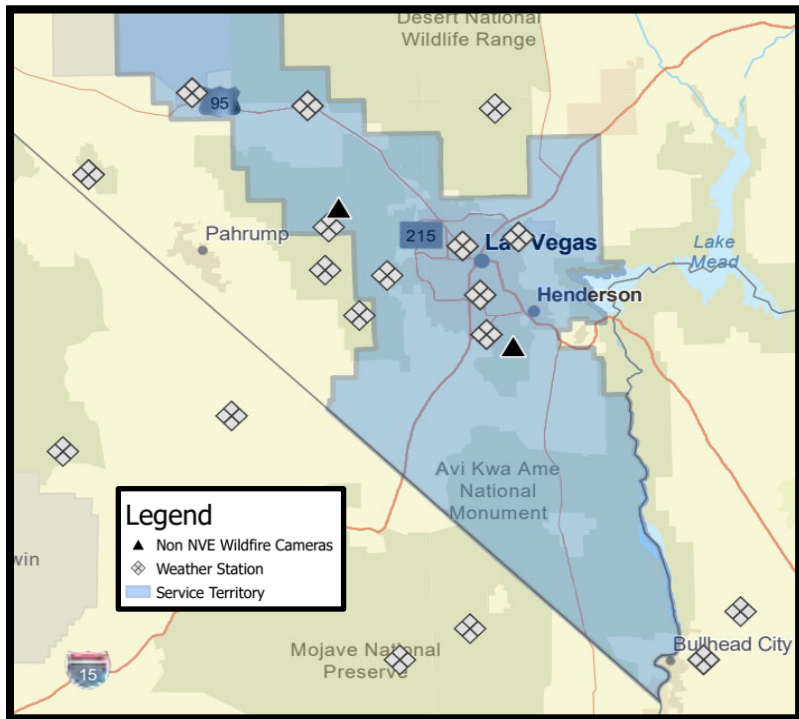 Desert National
Wildlife Range
95
Pahrump
215
Las Vegas
Lake
Mead
Henderson
Avi Kwa Ame
National
Monument
Legend
Non NVE Wildfire Cameras
Weather Station
Service Territory
win
15
Mojave National
Preserve
Bullhead City